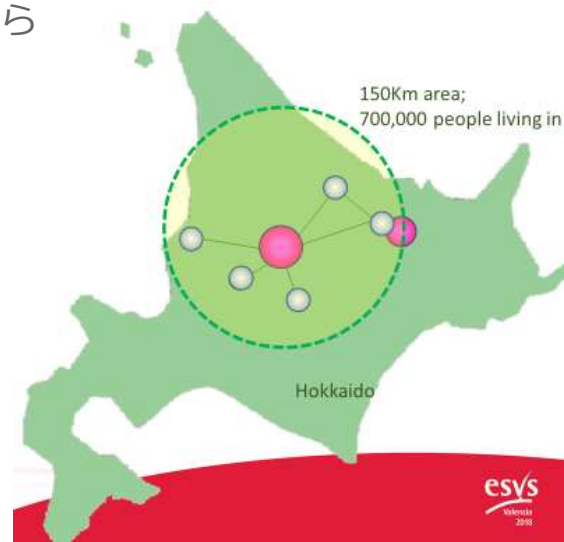 ら
150Km area;
700,000 people living in
Hokkaido
esvs
Valencia
2018